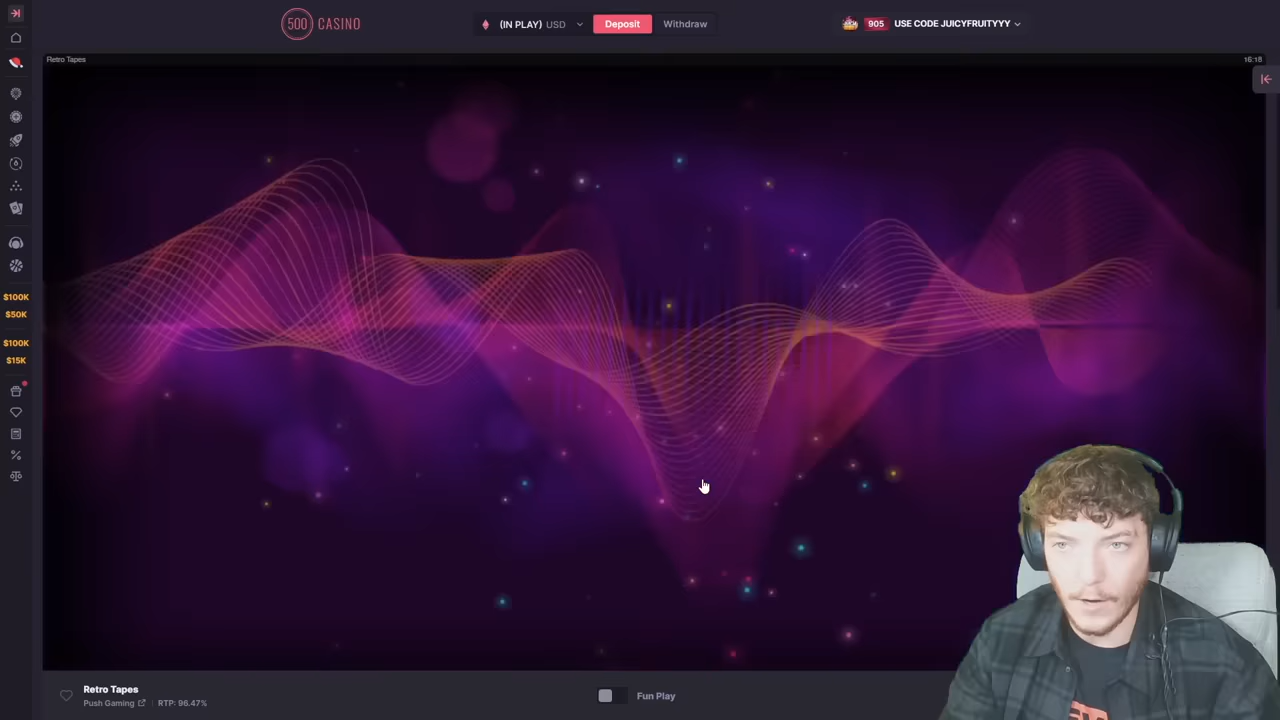 500 CASINO
(IN PLAY) USD
Deposit
Withdraw
905
USE CODE JUICYFRUITYYY
Retro Tapes
16:18
$100K
$50K
$100K
$15K
Retro Tapes
Push Gaming
RTP: 96.47%
Fun Play